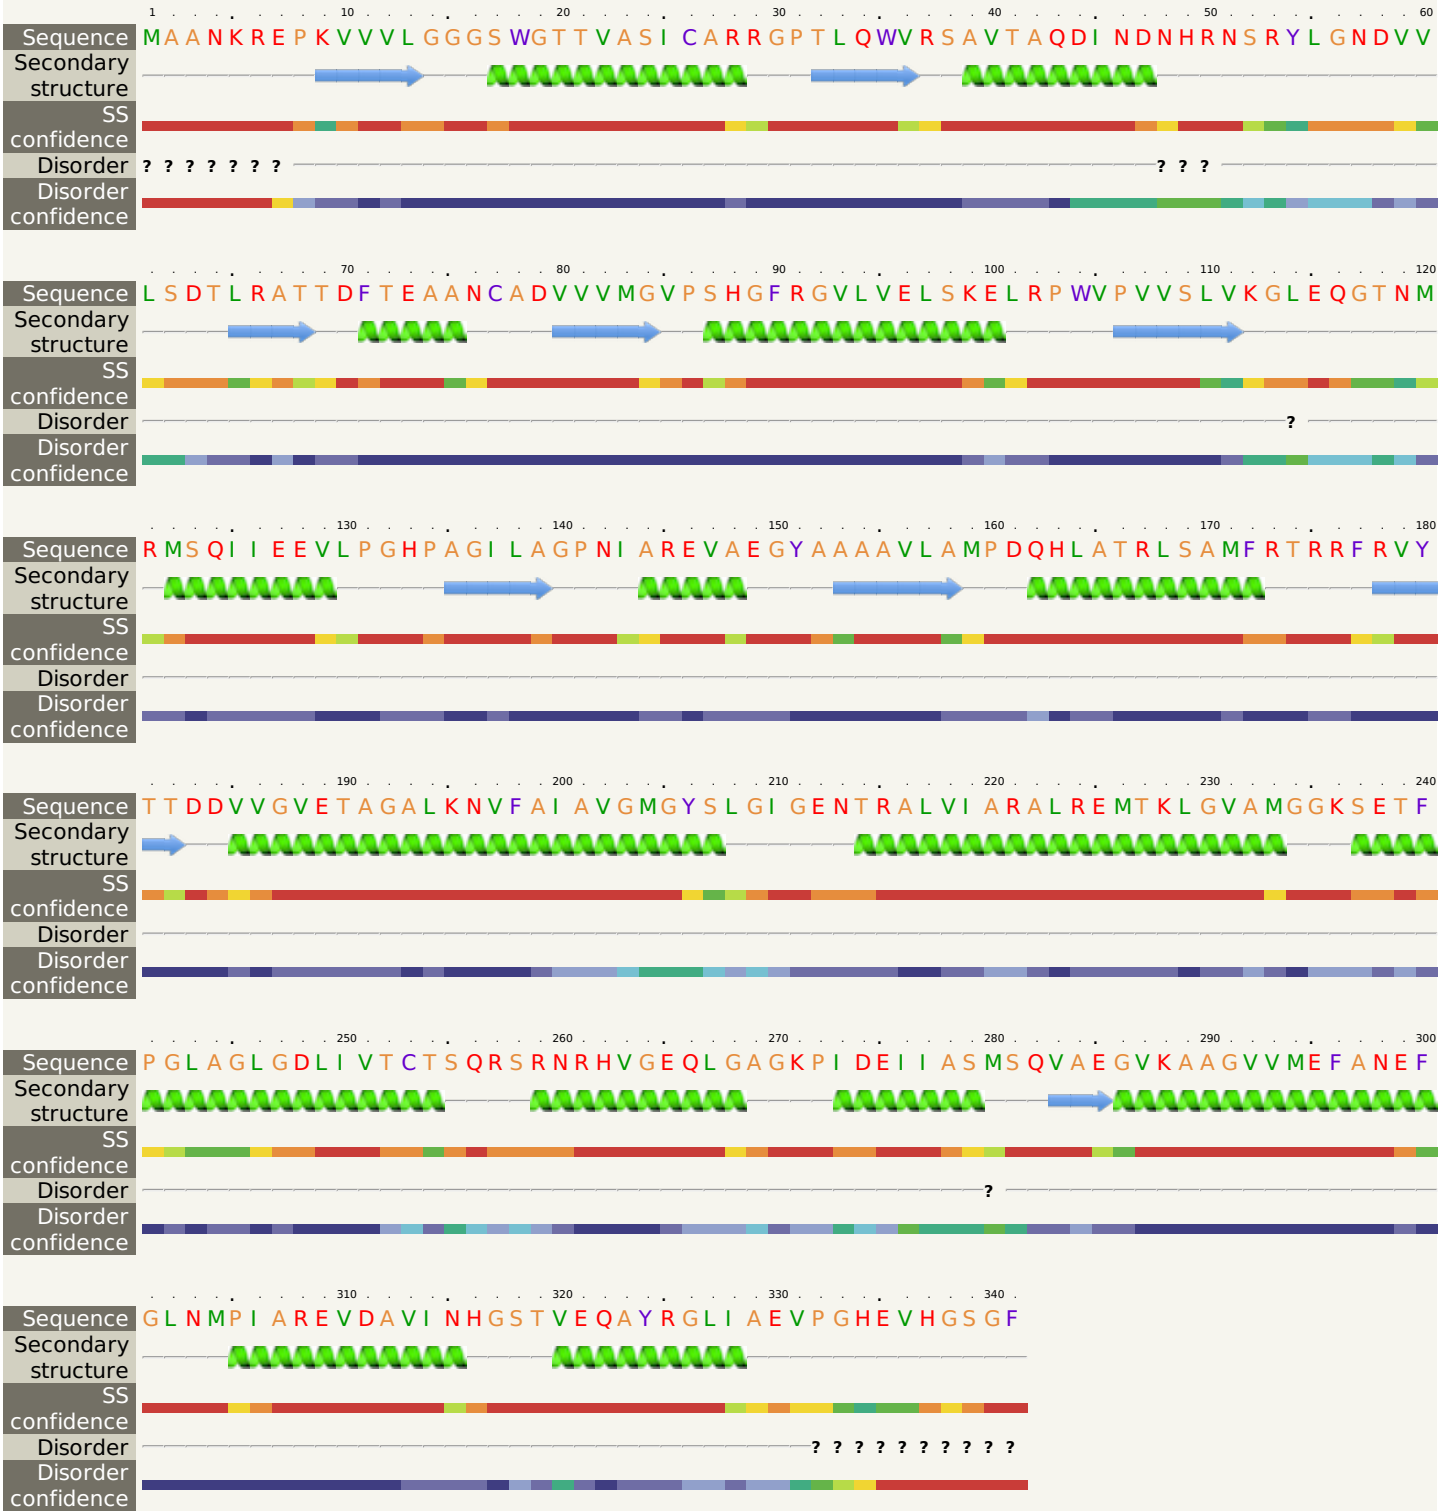 1 10 20 30 40 50 60
Sequence MAANKREPKVVVLGGGSWGTTVASICARRGPTLQWVRSAVTAQDINDNHRNSRYLGNDVV
Secondary
structure
SS
confidence
Disorder ? ? ? ? ? ? ? ? ? ?
Disorder
confidence
70 80 90 100 110 120
Sequence LSDTLRATTDFTEAANCADVVVMGVPSHGFRGVLVELSKELRPWVPVVSLVKGLEQGTNM
Secondary
structure
SS
confidence
Disorder ?
Disorder
confidence
130 140 150 160 170 180
Sequence RMSQIIEEVLPGHPAGILAGPNIAREVAEGYAAAAVLAMPDQHLATRLSAMFRTRRFRVY
Secondary
structure
SS
confidence
Disorder
Disorder
confidence
190 200 210 220 230 240
Sequence TTDDVVGVETAGALKNVFAIAVGMGYSLGIGENTRALVIARALREMTKLGVAMGGKSETF
Secondary
structure
SS
confidence
Disorder
Disorder
confidence
250 260 270 280 290 300
Sequence PGLAGLGDLIVTCTSQRSRNRHVGEQLGAGKPIDEIIASMSQVAEGVKAAGVVMEFANEF
Secondary
structure
SS
confidence
Disorder ?
Disorder
confidence
310 320 330 340
Sequence GLNMPIAREVDAVINHGSTVEQAYRGLIAEVPGHEVHGSGF
Secondary
structure
SS
confidence
Disorder ? ? ? ? ? ? ? ? ? ?
Disorder
confidence